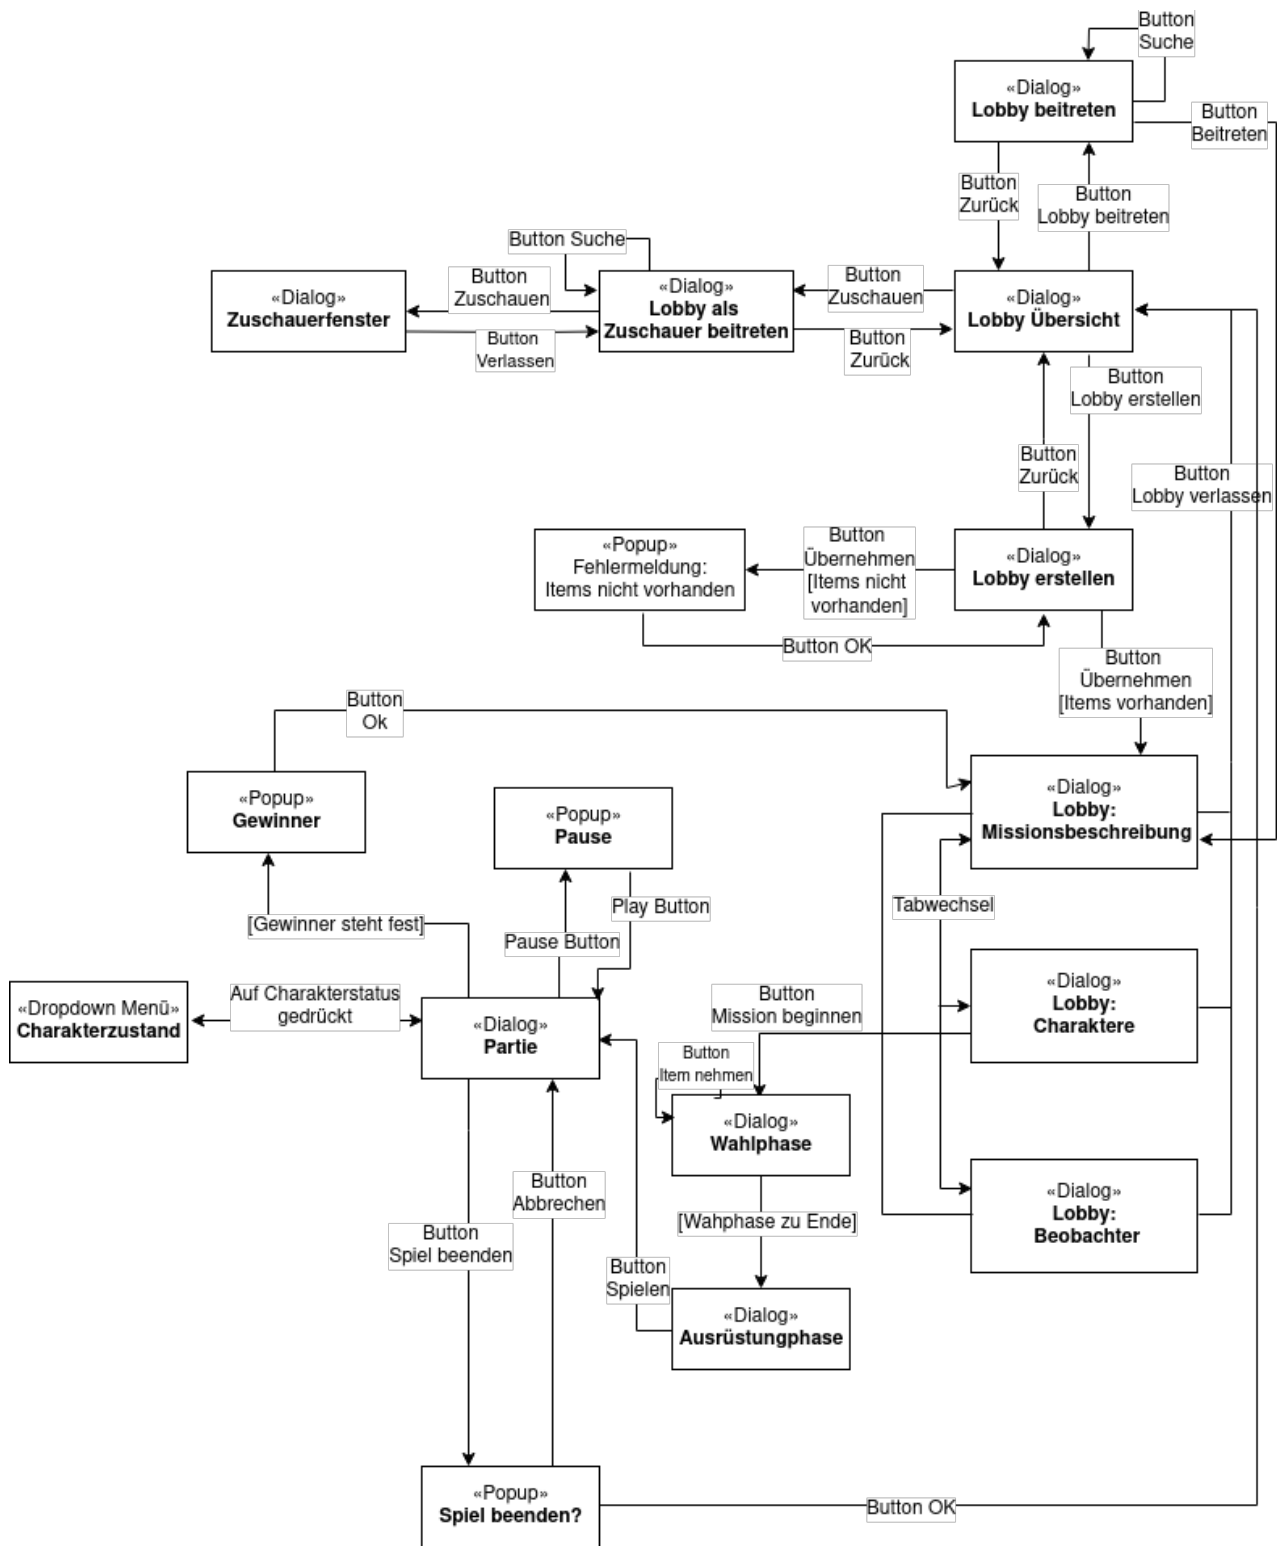 Button
Suche
«Dialog»
Lobby beitreten
Button
Beitreten
Button
Zurück
Button
Lobby beitreten
Button Suche
«Dialog»
Zuschauerfenster
Button
Zuschauen
Button
Verlassen
«Dialog»
Lobby als
Zuschauer beitreten
Button
Zuschauen
Button
Zurück
«Dialog»
Lobby Übersicht
Button
Lobby erstellen
Button
Zurück
Button
Lobby verlassen
«Popup»
Fehlermeldung:
Items nicht vorhanden
Button
Übernehmen
[Items nicht
vorhanden]
«Dialog»
Lobby erstellen
Button OK
Button
Übernehmen
[Items vorhanden]
Button
Ok
«Popup»
Gewinner
«Popup»
Pause
«Dialog»
Lobby:
Missionsbeschreibung
[Gewinner steht fest]
Play Button
Pause Button
Tabwechsel
«Dropdown Menü»
Charakterzustand
Auf Charakterstatus
gedrückt
«Dialog»
Partie
Button
Mission beginnen
«Dialog»
Lobby:
Charaktere
Button
Item nehmen
«Dialog»
Wahlphase
Button
Abbrechen
«Dialog»
Lobby:
Beobachter
[Wahphase zu Ende]
Button
Spiel beenden
Button
Spielen
«Dialog»
Ausrüstungphase
«Popup»
Spiel beenden?
Button OK